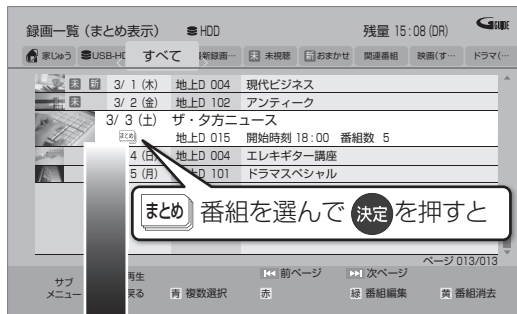 録画一覧（まとめ表示） HDD 残量 15:08 (DR) GGUIDE
家じゅう USB-HD すべて 新録画… 未 未視聴 新 おまかせ 関連番組 映画(す… ドラマ(…
未 新 3/ 1 (木) 地上D 004 現代ビジネス
未 3/ 2 (金) 地上D 102 アンティーク
3/ 3 (土) ザ・夕方ニュース
まとめ 地上D 015 開始時刻 18:00 番組数 5
4 (日) 地上D 004 エレキギター講座
5 (月) 地上D 101 ドラマスペシャル
まとめ 番組を選んで 決定 を押すと
ページ 013/013
サブメニュー 再生 前ページ 次ページ
戻る 青 複数選択 赤 緑 番組編集 黄 番組消去